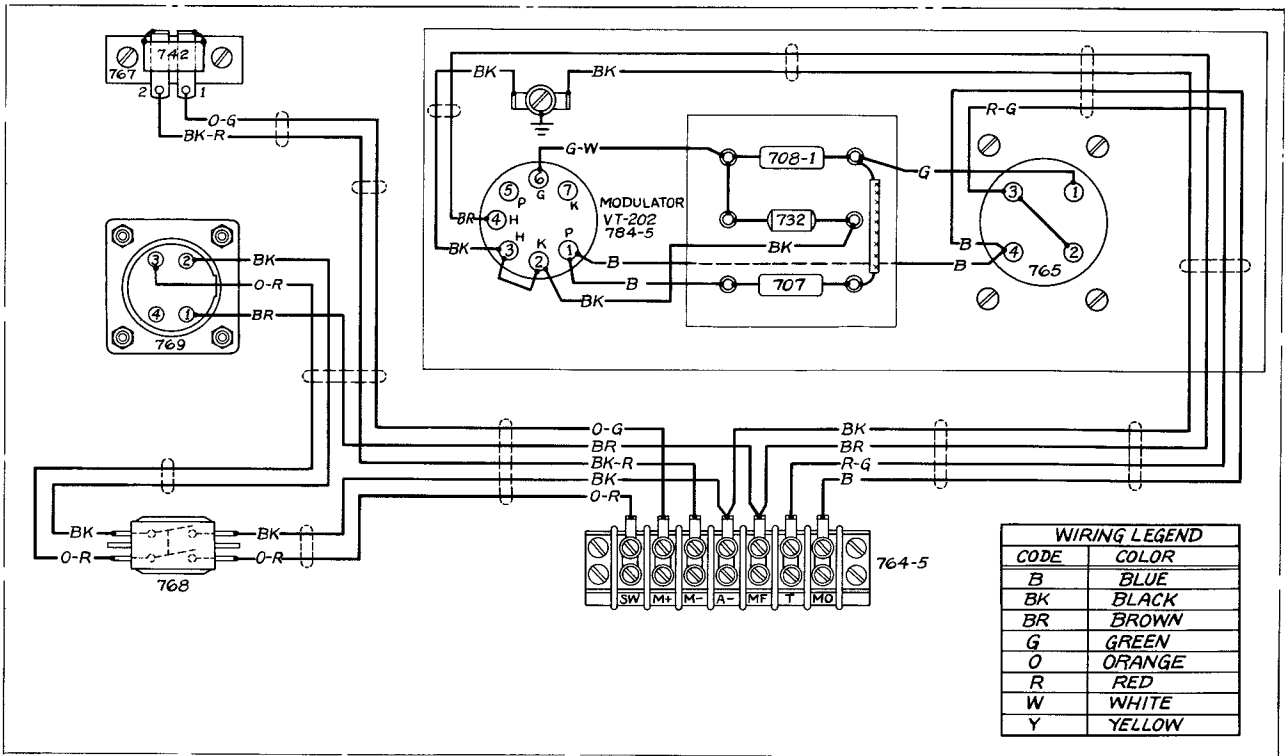 742
767
2 1
O-G
BK-R
BK
BK
R-G
G-W
708-1
G
6
G
5
P
7
K
MODULATOR
VT-202
784-5
BR 4 H
H
BK 3
K
2
P
1
732
BK
B
B
B
B
BK
707
3
1
4
2
765
3
2
BK
O-R
4
1
BR
769
O-G
BR
BK-R
BK
O-R
BK
BR
R-G
B
BK
O-R
BK
O-R
768
SW M+ M- A- MF T MO
764-5
WIRING LEGEND
CODE COLOR
B BLUE
BK BLACK
BR BROWN
G GREEN
O ORANGE
R RED
W WHITE
Y YELLOW